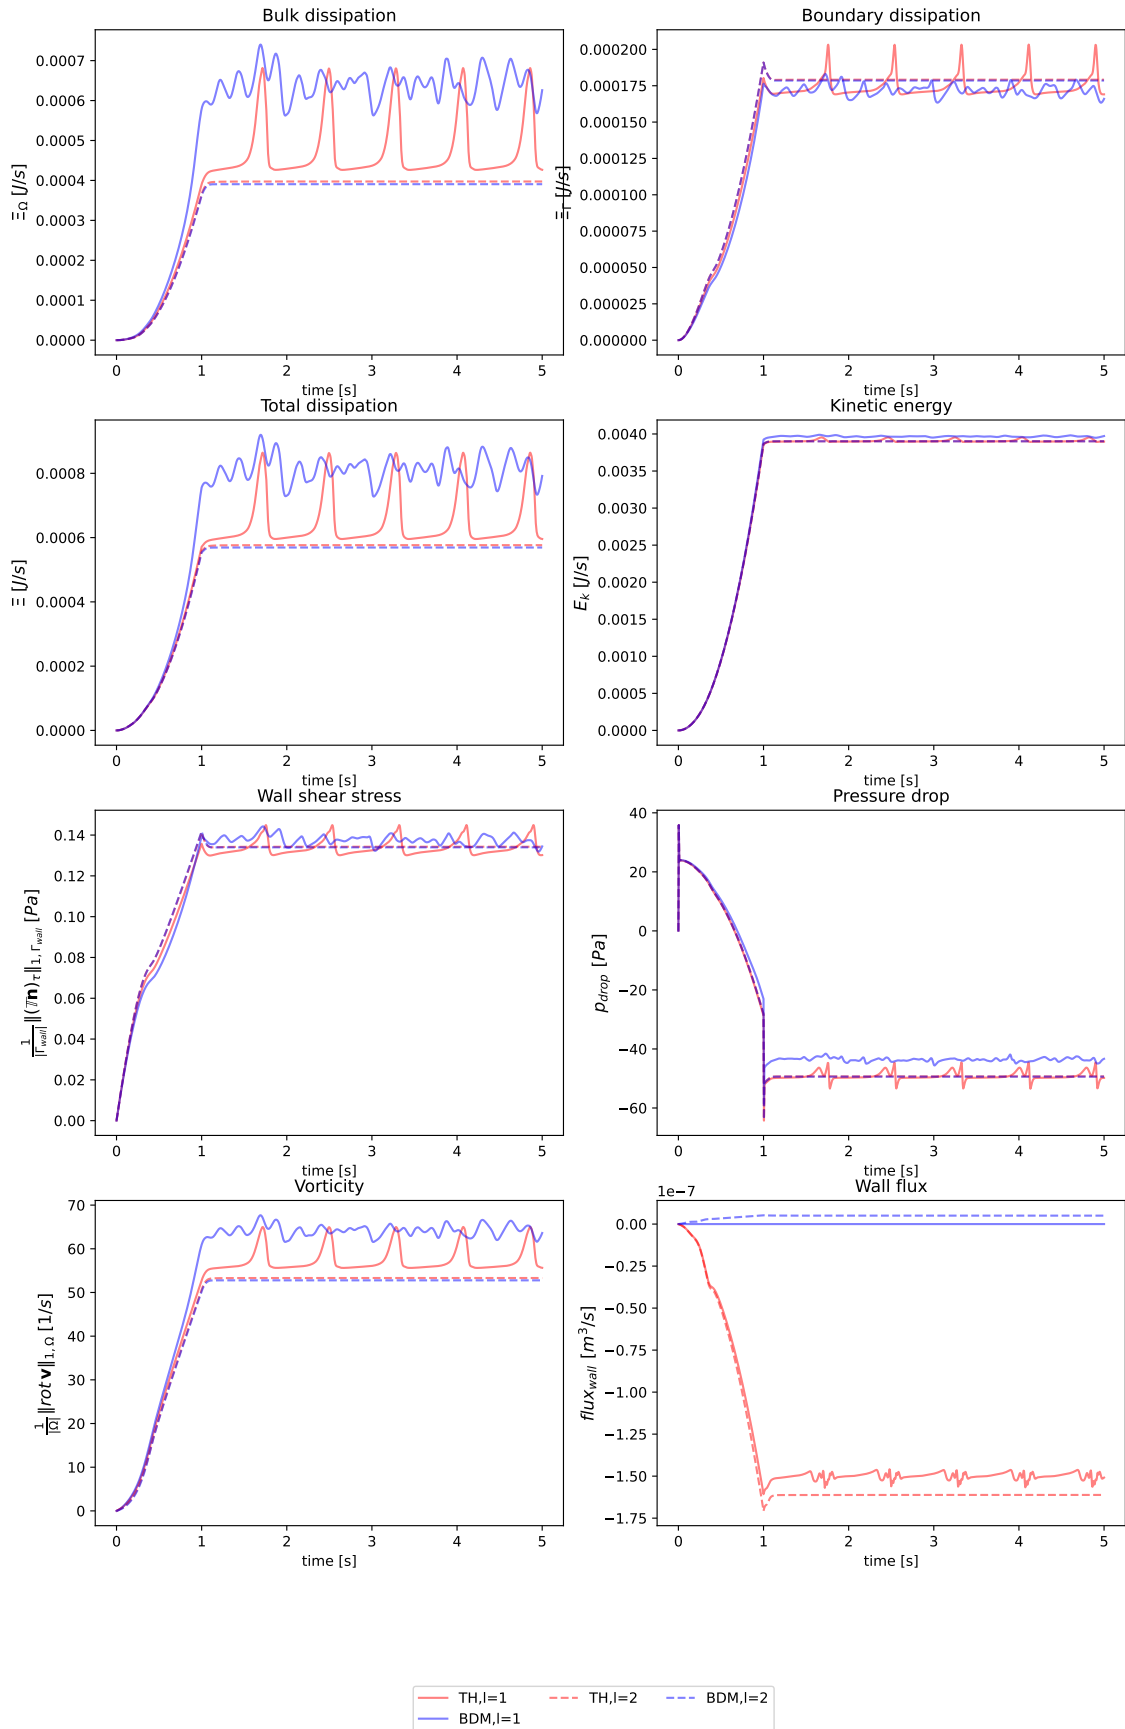 Bulk dissipation
0.0007
0.0006
0.0005
0.0004
0.0003
0.0002
0.0001
0.0000
Ξ_Ω [J/s]
0 1 2 3 4 5
time [s]
Boundary dissipation
0.000200
0.000175
0.000150
0.000125
0.000100
0.000075
0.000050
0.000025
0.000000
Ξ_Γ [J/s]
0 1 2 3 4 5
time [s]
Total dissipation
0.0008
0.0006
0.0004
0.0002
0.0000
Ξ [J/s]
0 1 2 3 4 5
time [s]
Kinetic energy
0.0040
0.0035
0.0030
0.0025
0.0020
0.0015
0.0010
0.0005
0.0000
E_k [J/s]
0 1 2 3 4 5
time [s]
Wall shear stress
0.14
0.12
0.10
0.08
0.06
0.04
0.02
0.00
1/|Γ_wall| ‖(𝕋n)_τ‖_{1, Γ_wall} [Pa]
0 1 2 3 4 5
time [s]
Pressure drop
40
20
0
−20
−40
−60
p_drop [Pa]
0 1 2 3 4 5
time [s]
Vorticity
70
60
50
40
30
20
10
0
1/|Ω| ‖rot v‖_{1, Ω} [1/s]
0 1 2 3 4 5
time [s]
1e−7
Wall flux
0.00
−0.25
−0.50
−0.75
−1.00
−1.25
−1.50
−1.75
flux_wall [m³/s]
0 1 2 3 4 5
time [s]
TH,l=1 TH,l=2 BDM,l=2
BDM,l=1